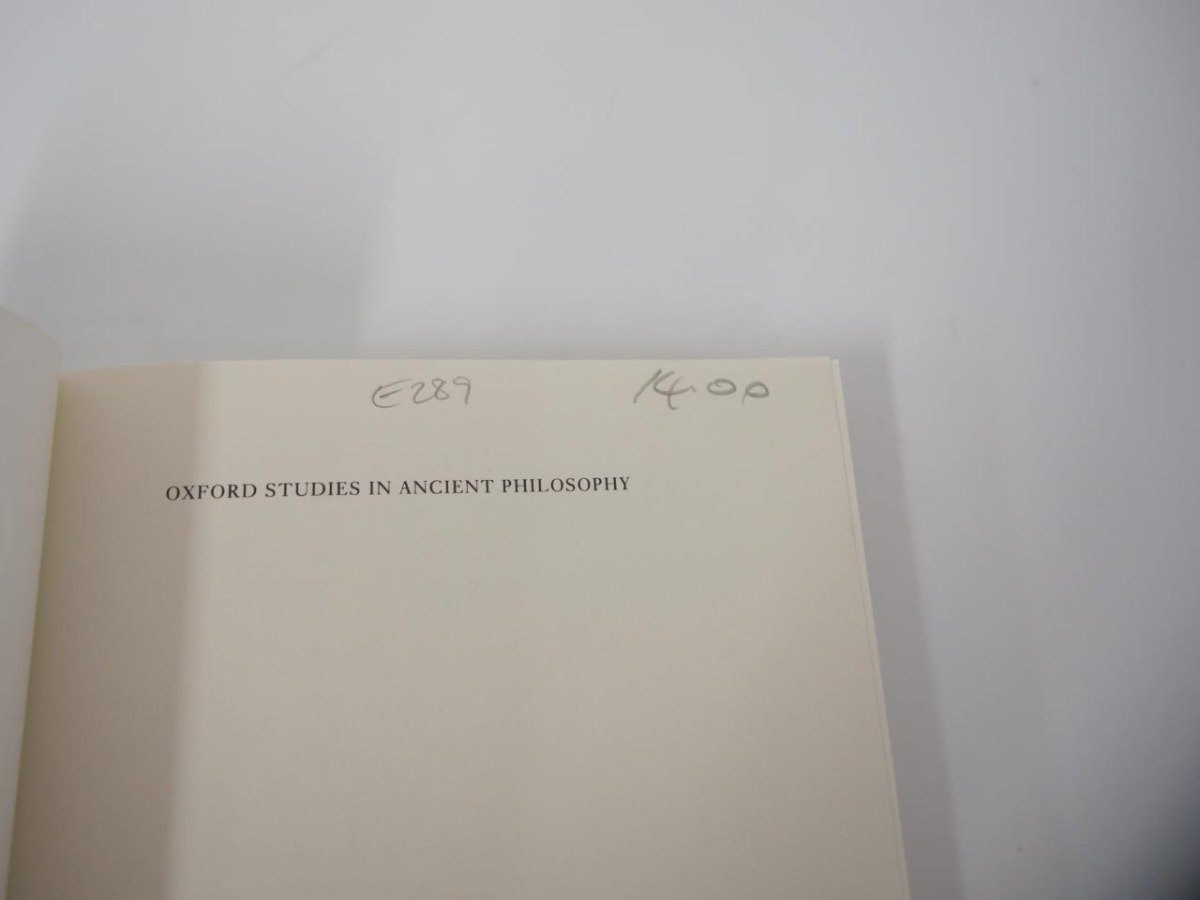 E289 14.00
OXFORD STUDIES IN ANCIENT PHILOSOPHY